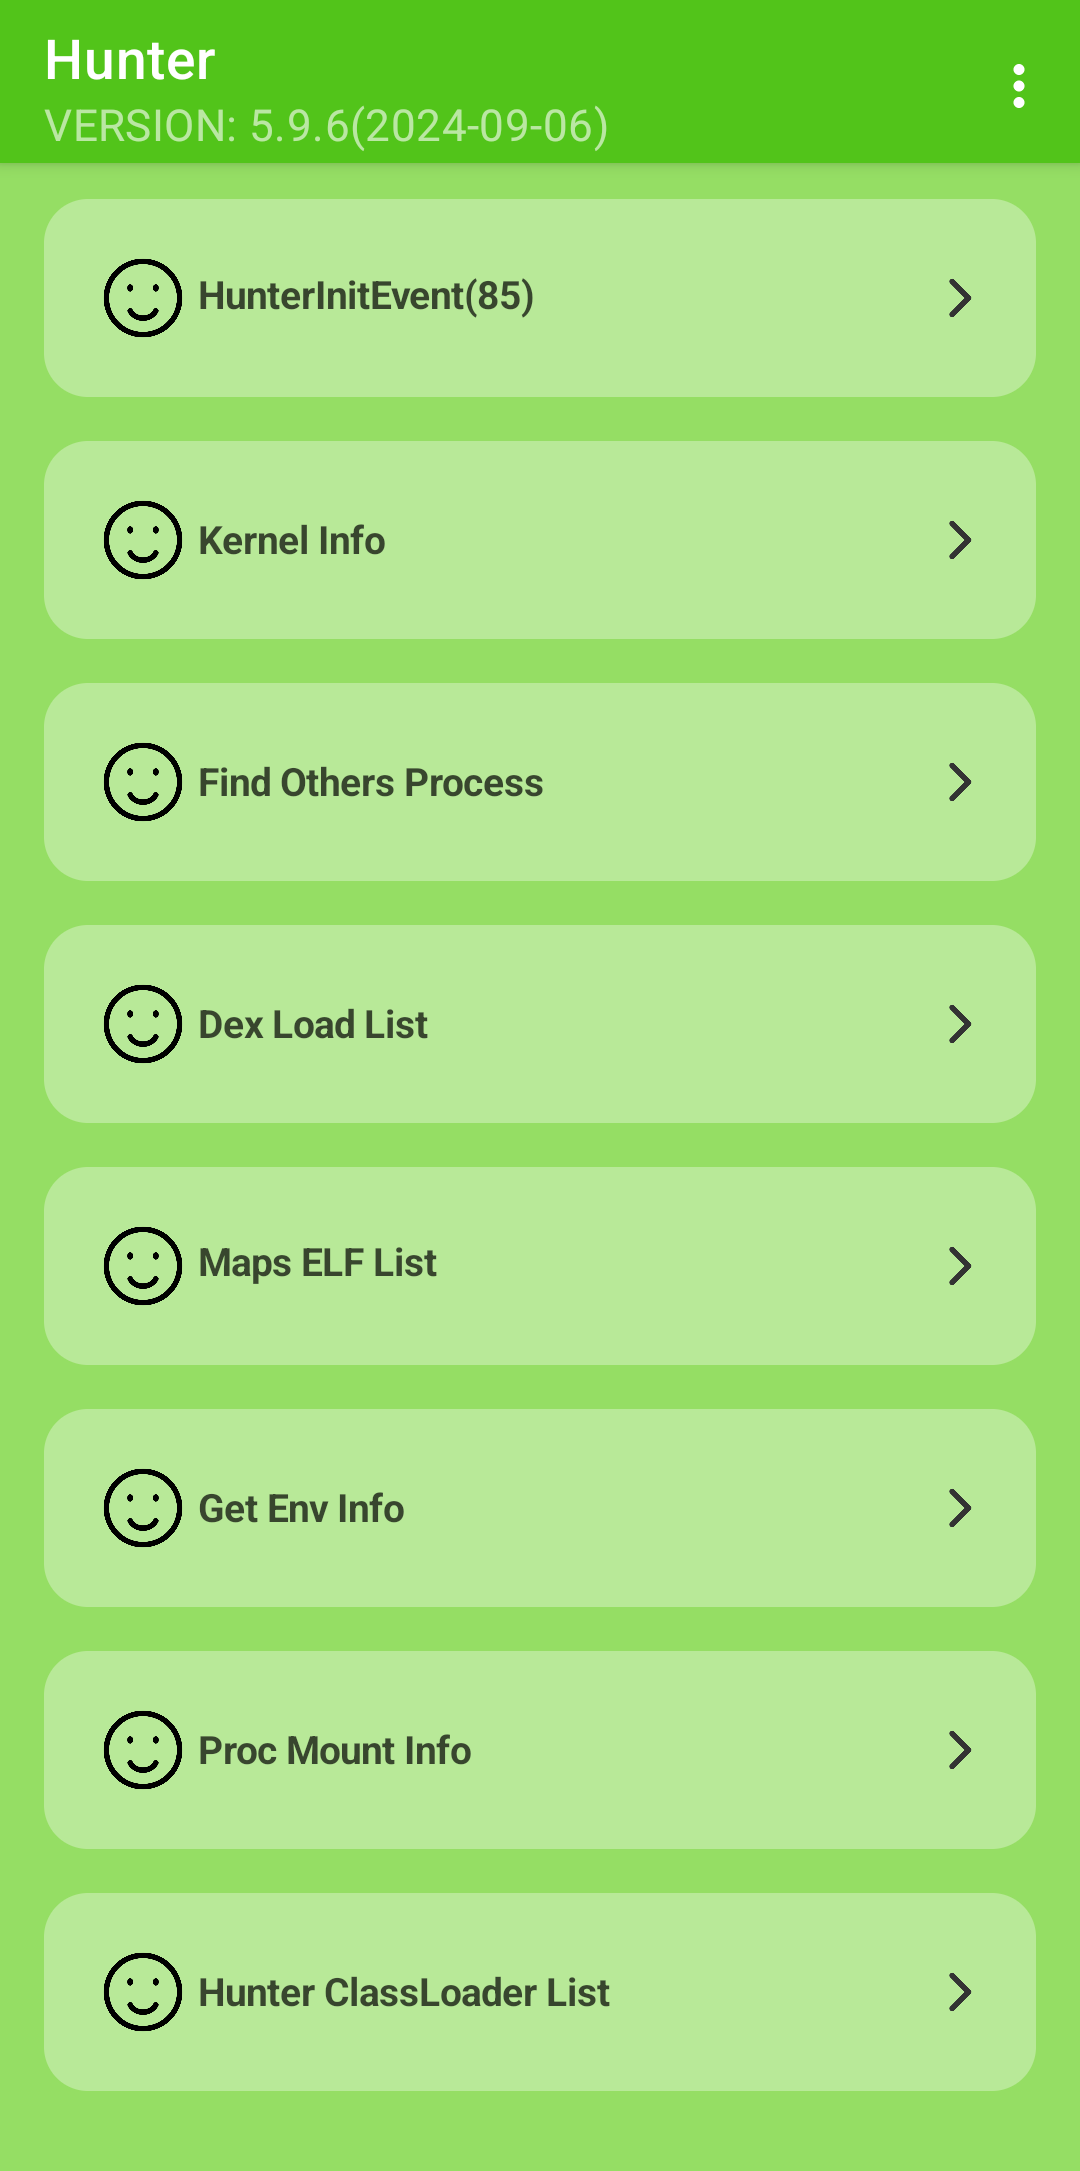 Hunter
VERSION: 5.9.6(2024-09-06)
HunterInitEvent(85)
Kernel Info
Find Others Process
Dex Load List
Maps ELF List
Get Env Info
Proc Mount Info
Hunter ClassLoader List